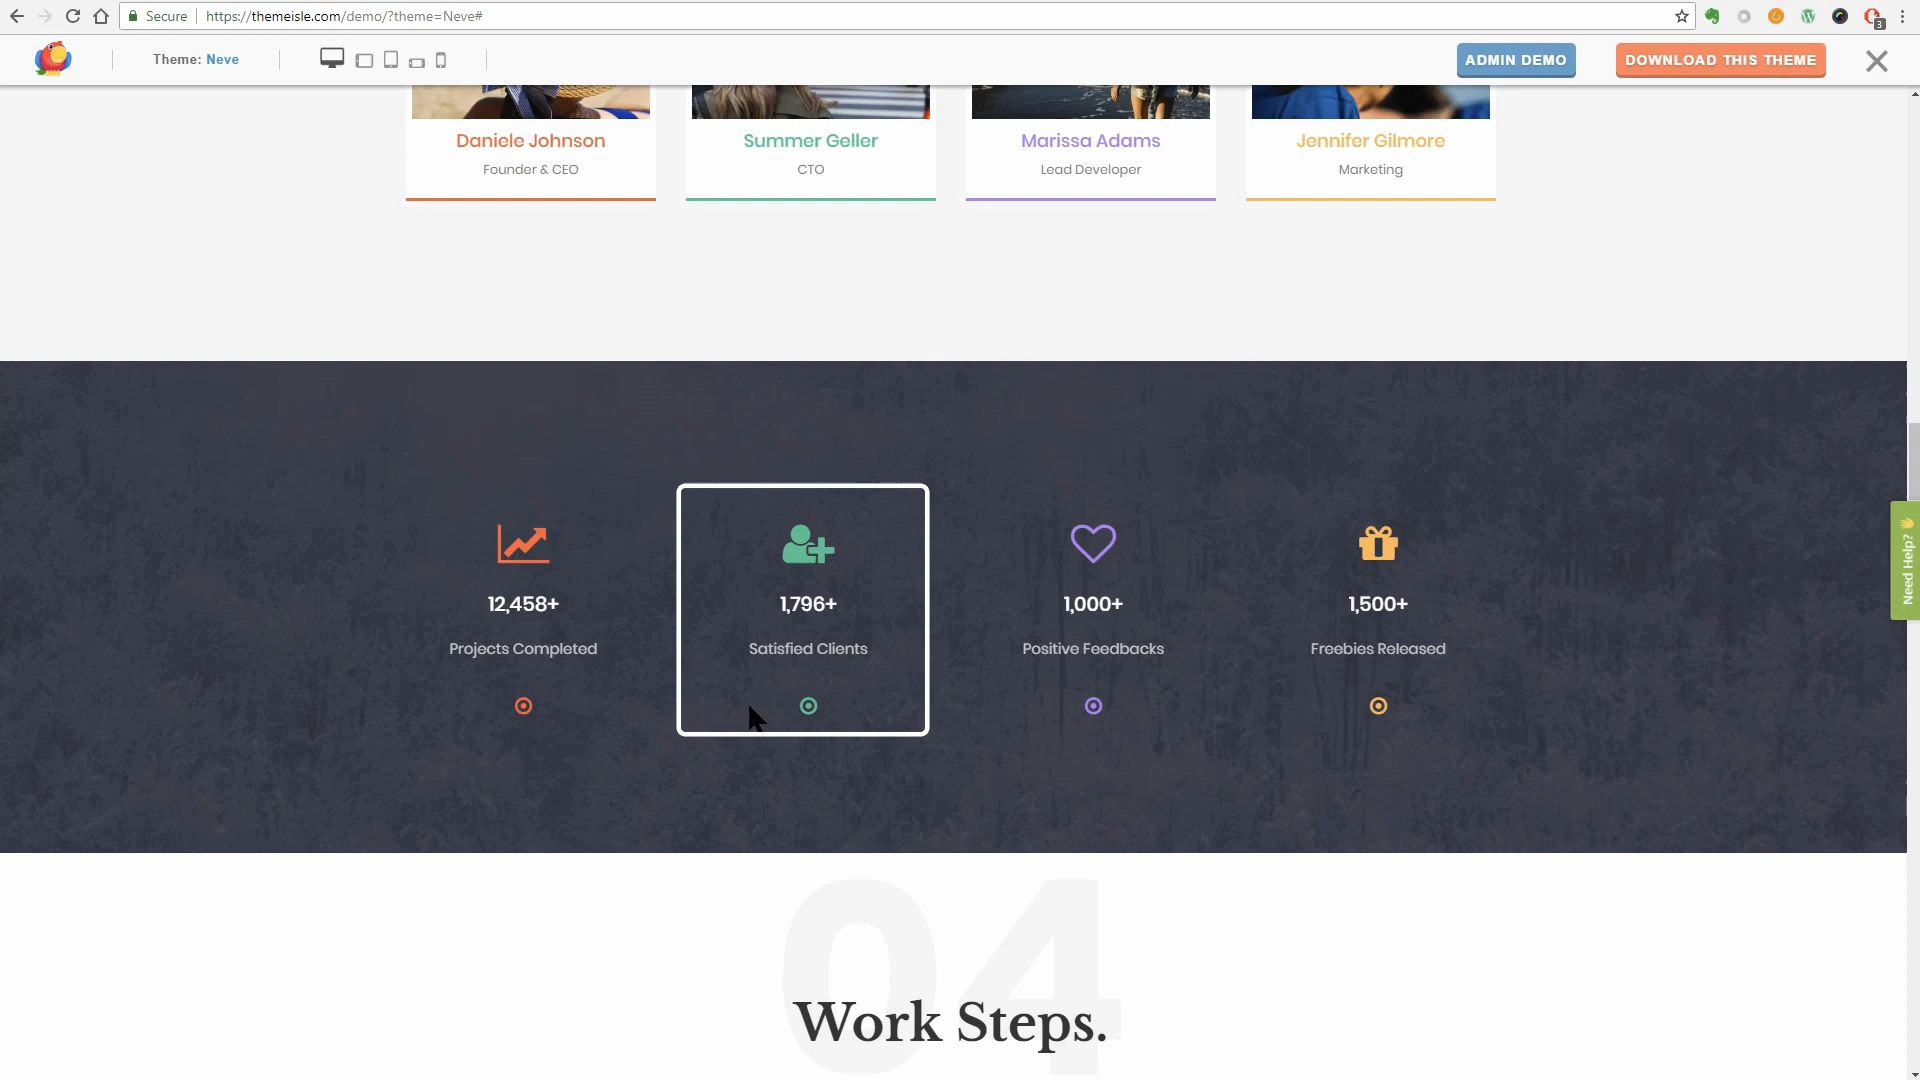 Secure https://themeisle.com/demo/?theme=Neve#
3
Theme: Neve
ADMIN DEMO
DOWNLOAD THIS THEME
Daniele Johnson
Summer Geller
Marissa Adams
Jennifer Gilmore
Founder & CEO
CTO
Lead Developer
Marketing
Need Help?
12,458+
1,796+
1,000+
1,500+
Projects Completed
Satisfied Clients
Positive Feedbacks
Freebies Released
04
Work Steps.